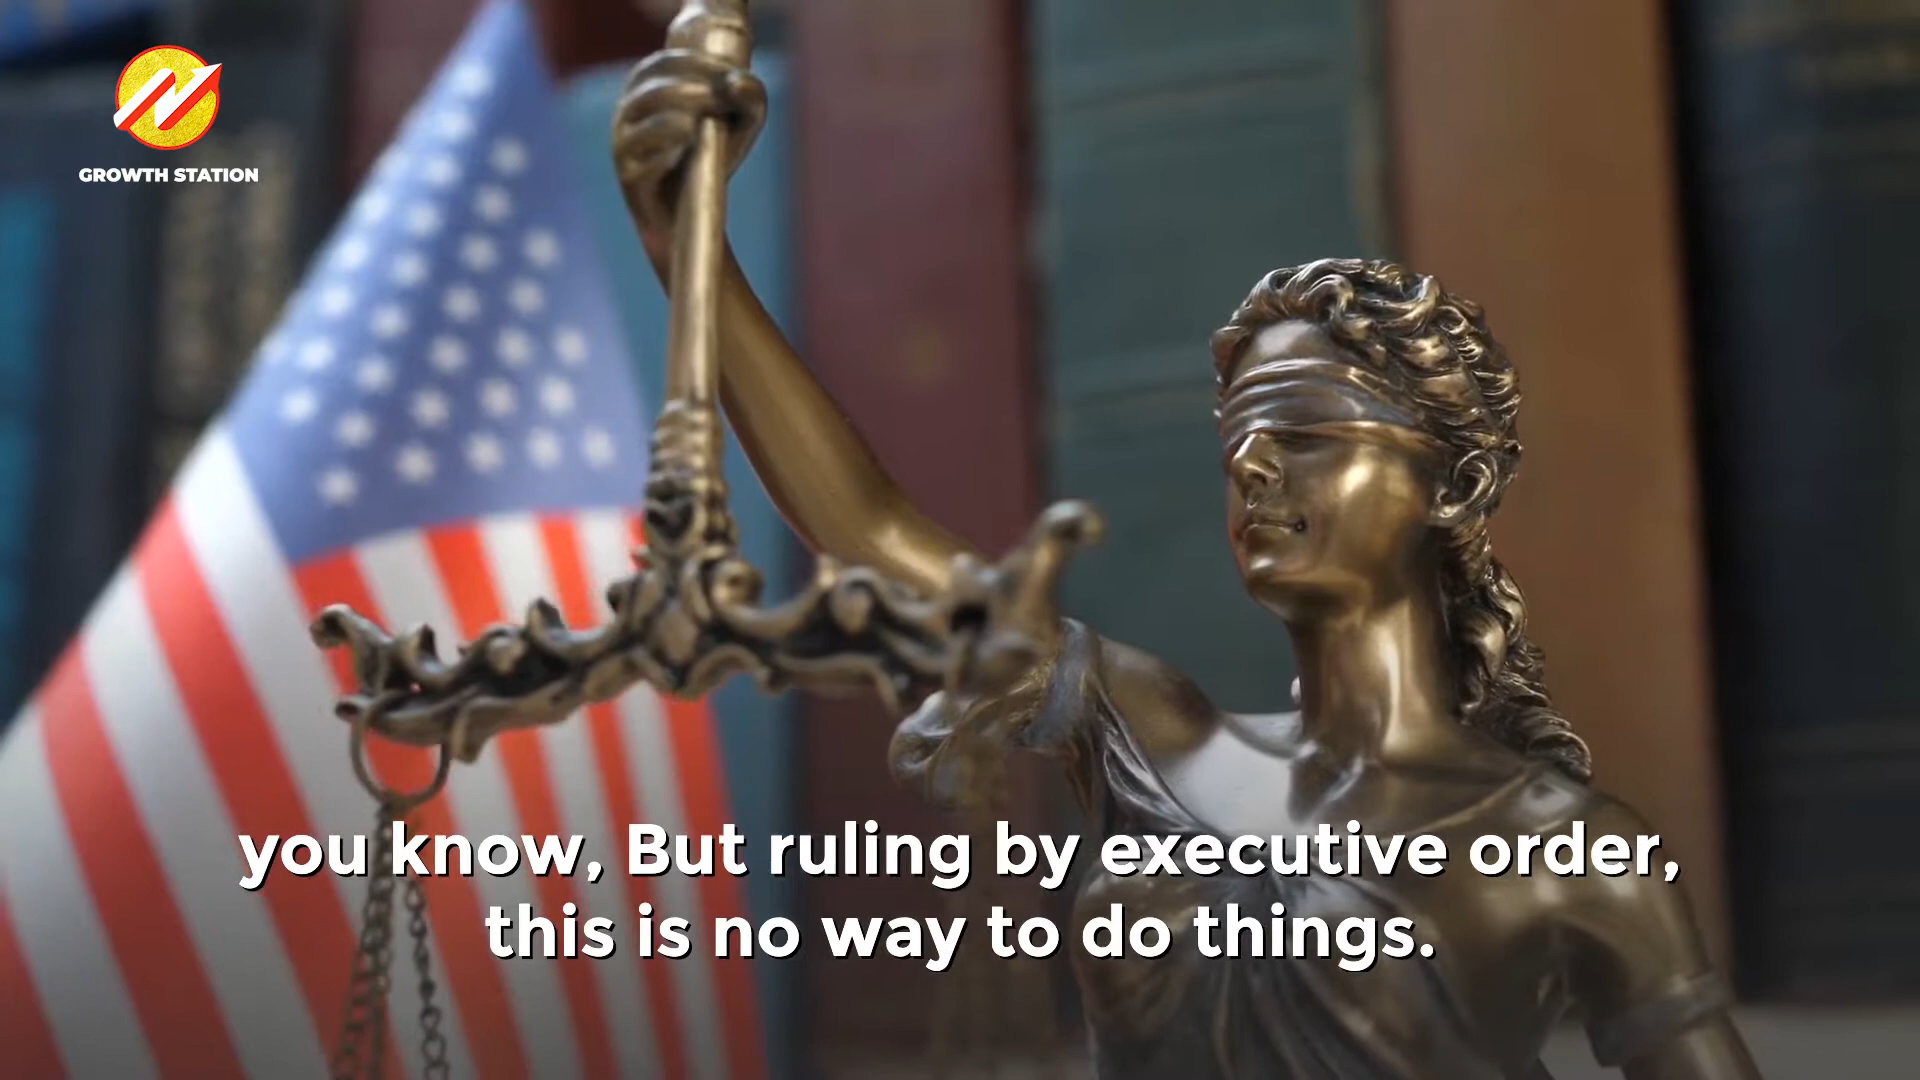 GROWTH STATION
you know, But ruling by executive order,
this is no way to do things.